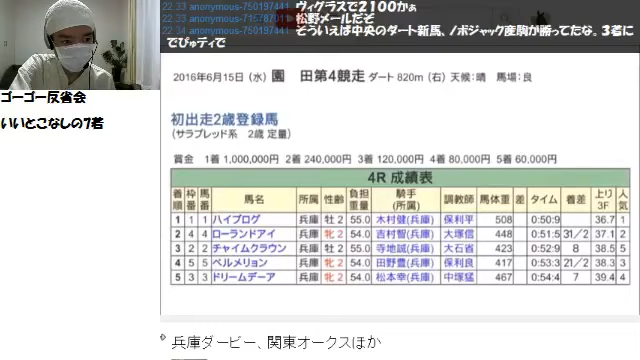 22 33 anonymous-750197441 ヴィグラスで2100かぁ
22 33 anonymous-715787011 松野メールだぞ
22 34 anonymous-750197441 そういえば中央のダート新馬、ノボジャック産駒が勝ってたな。3着に
でぴゅティで
ゴーゴー反省会
いいとこなしの7着
2016年6月15日（水） 園　田第4競走 ダート 820m（右） 天候：晴　馬場：良
初出走2歳登録馬
（サラブレッド系　2歳 定量）
賞金　1着 1,000,000円　2着 240,000円　3着 120,000円　4着 80,000円　5着 60,000円
4R 成績表
着順 枠番 馬番 馬名 所属 性齢 負担重量 騎手（所属） 調教師 馬体重 差 タイム 着差 上り3F 人気
1 1 1 ハイプログ 兵庫 牡 2 55.0 木村健(兵庫) 保利平 508 0:50:9 36.7 1
2 4 4 ローランドアイ 兵庫 牝 2 54.0 吉村智(兵庫) 大塚信 448 0:51:5 31／2 37.1 2
3 2 2 チャイムクラウン 兵庫 牡 2 55.0 寺地誠(兵庫) 大石省 423 0:52:9 8 38.5 5
4 5 5 ベルメリョン 兵庫 牝 2 54.0 田野豊(兵庫) 保利良 417 0:53:3 21／2 38.3 3
5 3 3 ドリームデーア 兵庫 牝 2 54.0 松本幸(兵庫) 中塚猛 467 0:54:4 7 39.4 4
兵庫ダービー、関東オークスほか